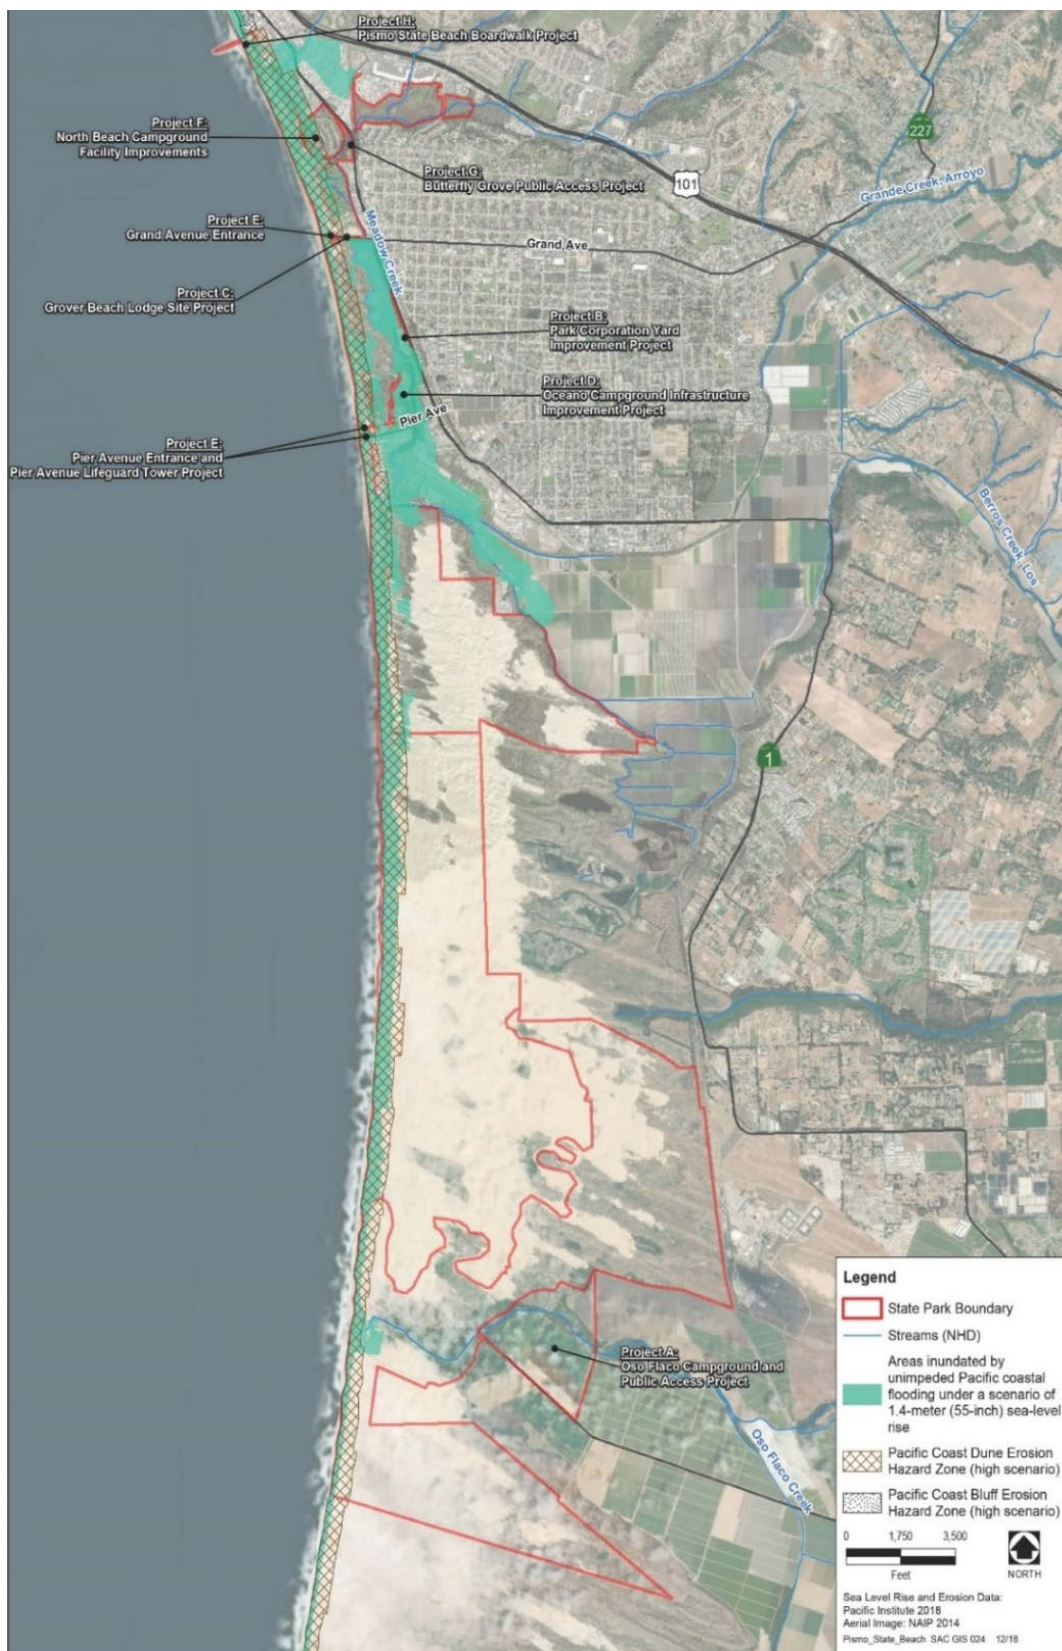 Project H:
Pismo State Beach Boardwalk Project
Project F:
North Beach Campground
Facility Improvements
227
Project G:
Butterfly Grove Public Access Project
101
Grande Creek, Arroyo
Meadow Creek
Project E:
Grand Avenue Entrance
Grand Ave
Project C:
Grover Beach Lodge Site Project
Project B:
Park Corporation Yard
Improvement Project
Project D:
Oceano Campground Infrastructure
Improvement Project
Pier Ave
Project E:
Pier Avenue Entrance and
Pier Avenue Lifeguard Tower Project
Berros Creek, Los
1
Project A:
Oso Flaco Campground and
Public Access Project
Oso Flaco Creek
Legend
State Park Boundary
Streams (NHD)
Areas inundated by
unimpeded Pacific coastal
flooding under a scenario of
1.4-meter (55-inch) sea-level
rise
Pacific Coast Dune Erosion
Hazard Zone (high scenario)
Pacific Coast Bluff Erosion
Hazard Zone (high scenario)
0 1,750 3,500
Feet
NORTH
Sea Level Rise and Erosion Data:
Pacific Institute 2018
Aerial Image: NAIP 2014
Pismo_State_Beach SAC GIS 024 12/18